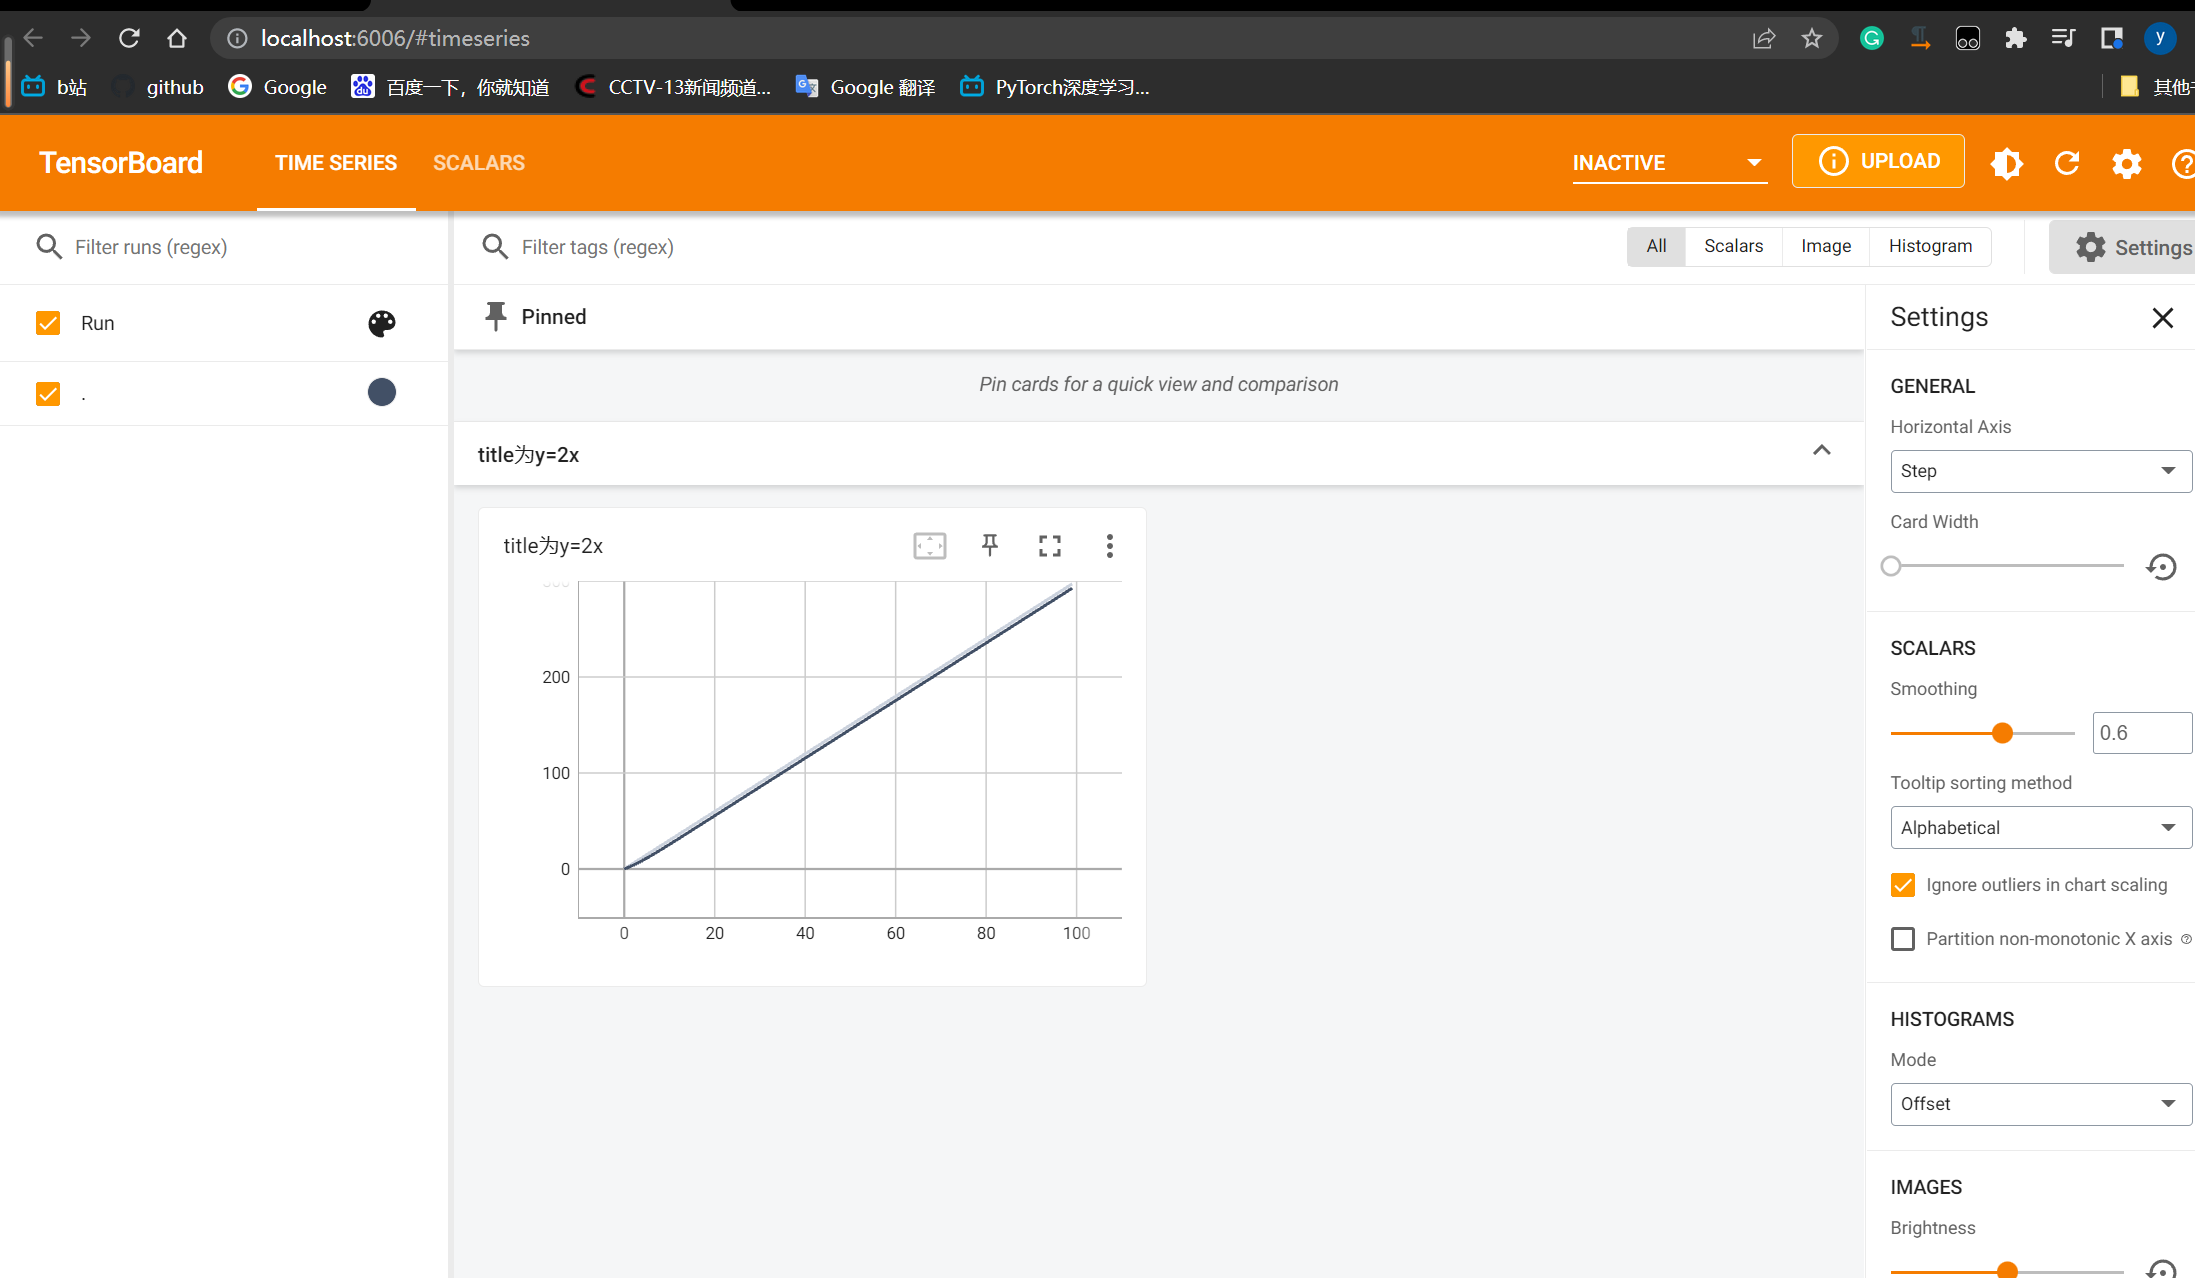 localhost:6006/#timeseries
y
b站 github Google 百度一下，你就知道 CCTV-13新闻频道... Google 翻译 PyTorch深度学习... 其他
TensorBoard TIME SERIES SCALARS INACTIVE UPLOAD
Filter runs (regex)
Run
.
Filter tags (regex) All Scalars Image Histogram Settings
Pinned
Pin cards for a quick view and comparison
title为y=2x
title为y=2x
200
100
0
0 20 40 60 80 100
Settings
GENERAL
Horizontal Axis
Step
Card Width
SCALARS
Smoothing
0.6
Tooltip sorting method
Alphabetical
Ignore outliers in chart scaling
Partition non-monotonic X axis
HISTOGRAMS
Mode
Offset
IMAGES
Brightness